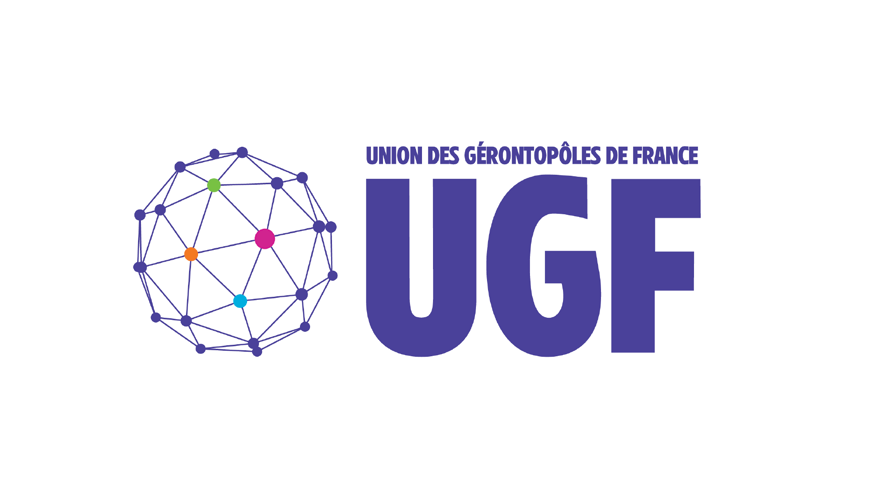 UNION DES GÉRONTOPÔLES DE FRANCE
UGF